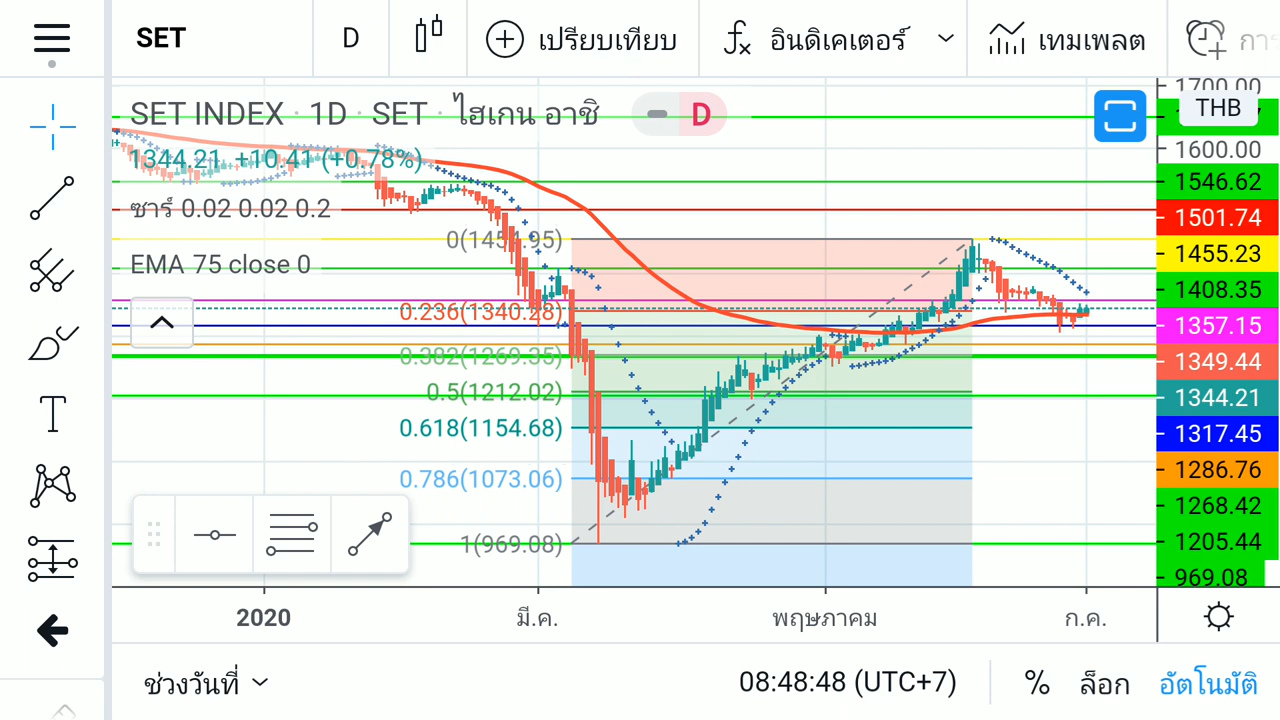 SET D เปรียบเทียบ อินดิเคเตอร์ เทมเพลต
SET INDEX · 1D · SET · ไฮเกน อาชิ D
1344.21 +10.41 (+0.78%)
ซาร์ 0.02 0.02 0.2
EMA 75 close 0
0(1454.95)
0.236(1340.28)
0.382(1269.35)
0.5(1212.02)
0.618(1154.68)
0.786(1073.06)
1(969.08)
1700.00
THB
1600.00
1546.62
1501.74
1455.23
1408.35
1357.15
1349.44
1344.21
1317.45
1286.76
1268.42
1205.44
969.08
2020 มี.ค. พฤษภาคม ก.ค.
ช่วงวันที่ 08:48:48 (UTC+7) % ล็อก อัตโนมัติ